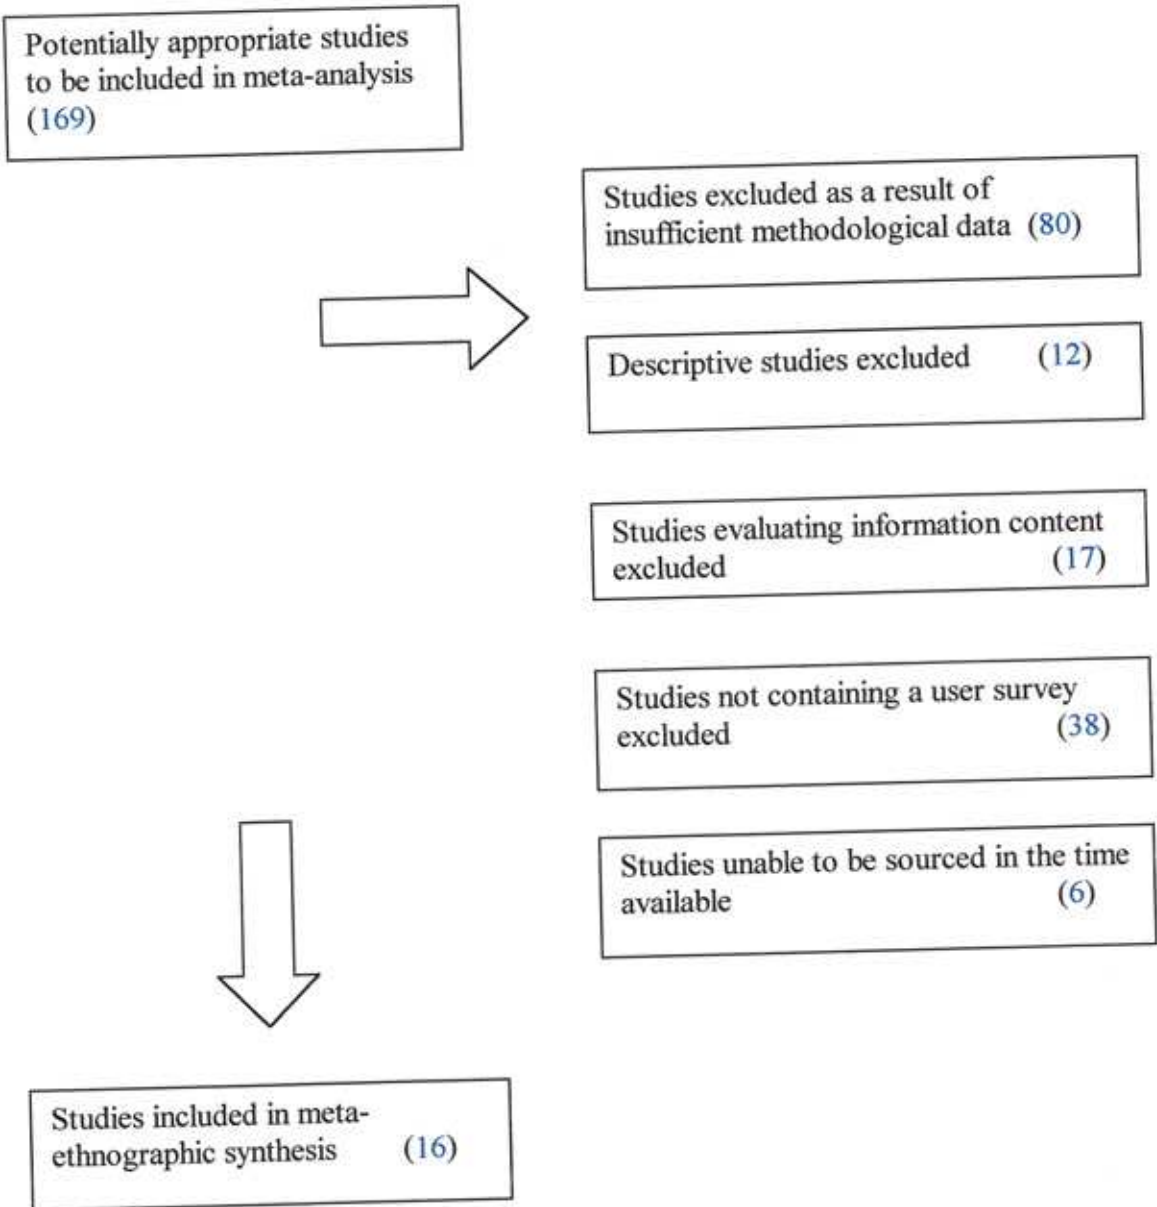 Potentially appropriate studies
to be included in meta-analysis
(169)
Studies excluded as a result of
insufficient methodological data (80)
Descriptive studies excluded (12)
Studies evaluating information content
excluded (17)
Studies not containing a user survey
excluded (38)
Studies unable to be sourced in the time
available (6)
Studies included in meta-
ethnographic synthesis (16)